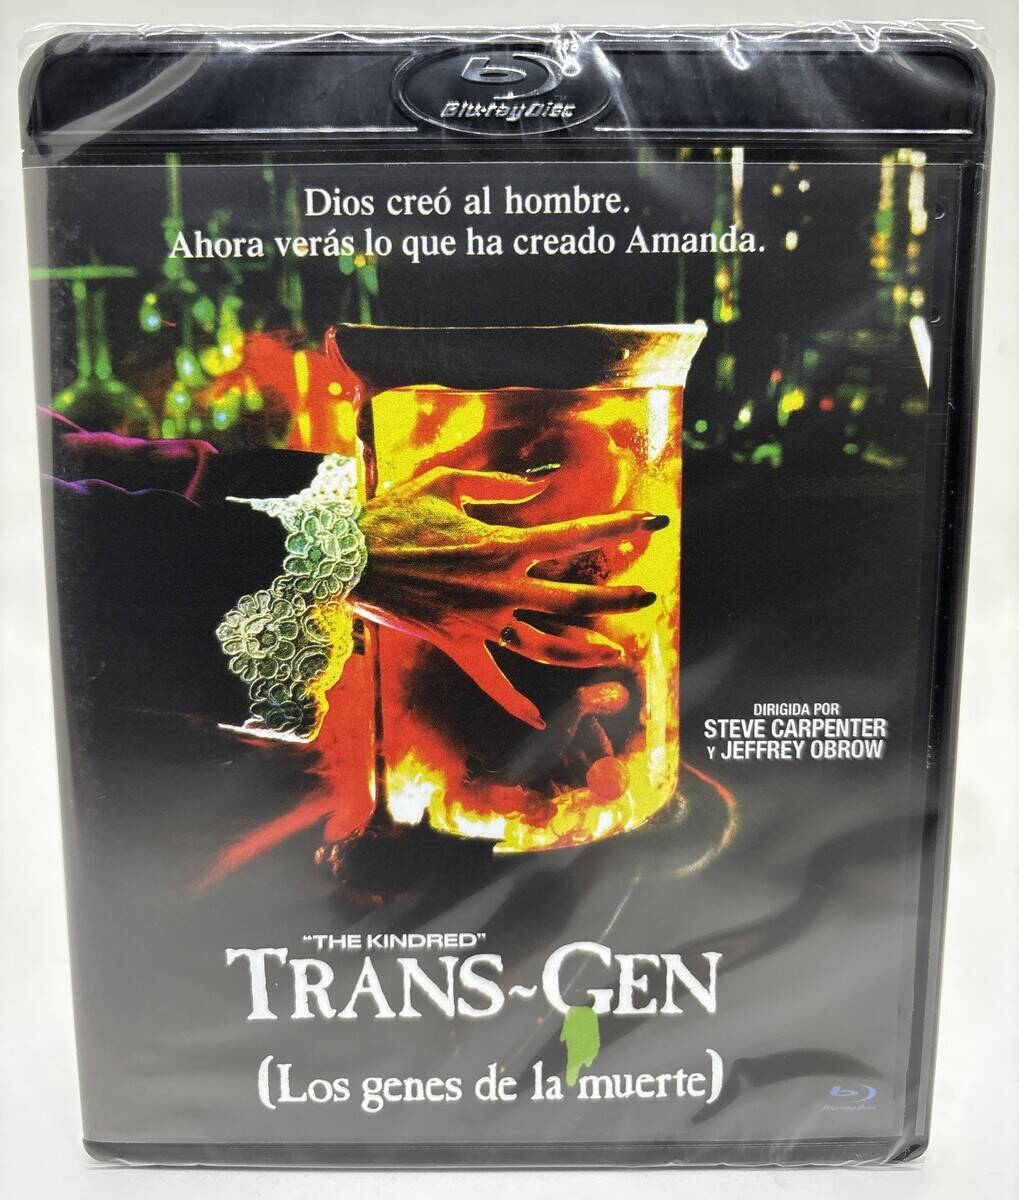 Blu-ray Disc
Dios creó al hombre.
Ahora verás lo que ha creado Amanda.
DIRIGIDA POR
STEVE CARPENTER
Y JEFFREY OBROW
"THE KINDRED"
TRANS~GEN
(Los genes de la muerte)
Blu-ray Disc